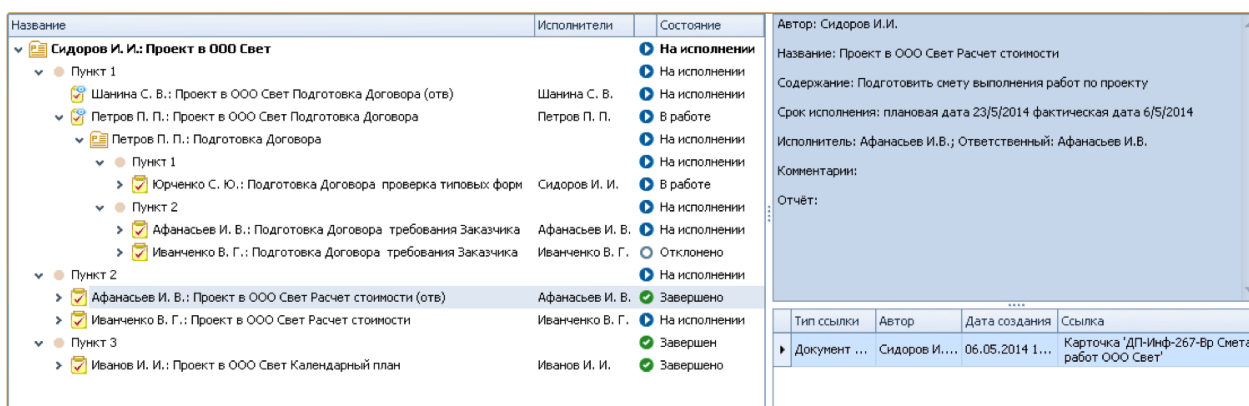 Название Исполнители Состояние
Сидоров И. И.: Проект в ООО Свет На исполнении
Пункт 1 На исполнении
Шанина С. В.: Проект в ООО Свет Подготовка Договора (отв) Шанина С. В. На исполнении
Петров П. П.: Проект в ООО Свет Подготовка Договора Петров П. П. В работе
Петров П. П.: Подготовка Договора На исполнении
Пункт 1 На исполнении
Юрченко С. Ю.: Подготовка Договора проверка типовых форм Сидоров И. И. В работе
Пункт 2 На исполнении
Афанасьев И. В.: Подготовка Договора требования Заказчика Афанасьев И. В. На исполнении
Иванченко В. Г.: Подготовка Договора требования Заказчика Иванченко В. Г. Отклонено
Пункт 2 На исполнении
Афанасьев И. В.: Проект в ООО Свет Расчет стоимости (отв) Афанасьев И. В. Завершено
Иванченко В. Г.: Проект в ООО Свет Расчет стоимости Иванченко В. Г. На исполнении
Пункт 3 Завершен
Иванов И. И.: Проект в ООО Свет Календарный план Иванов И. И. Завершено
Автор: Сидоров И.И.
Название: Проект в ООО Свет Расчет стоимости
Содержание: Подготовить смету выполнения работ по проекту
Срок исполнения: плановая дата 23/5/2014 фактическая дата 6/5/2014
Исполнитель: Афанасьев И.В.; Ответственный: Афанасьев И.В.
Комментарии:
Отчёт:
Тип ссылки Автор Дата создания Ссылка
Документ ... Сидоров И.... 06.05.2014 1... Карточка 'ДП-Инф-267-Вр Смета
работ ООО Свет'